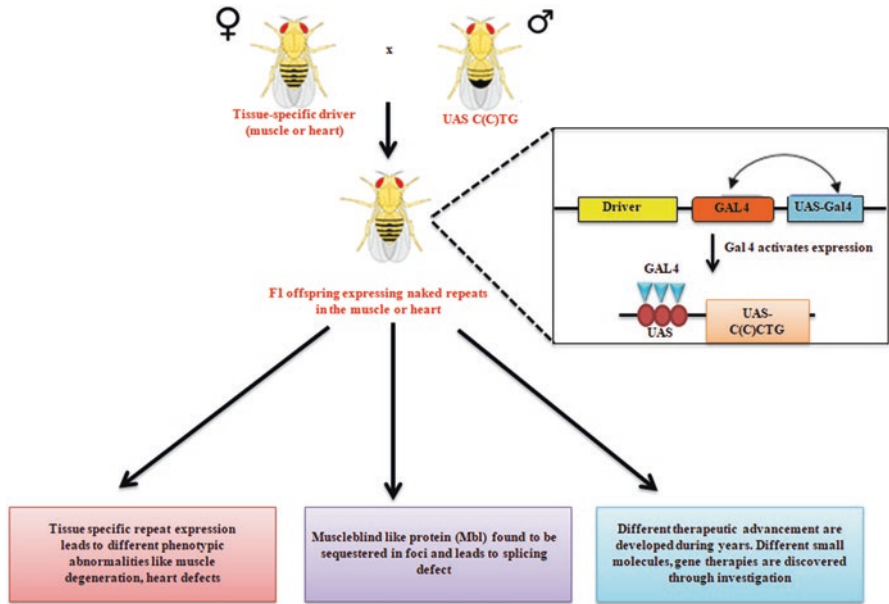 ♀
♂
x
Tissue-specific driver
(muscle or heart)
UAS C(C)TG
Driver
GAL4
UAS-Gal4
Gal 4 activates expression
GAL4
UAS
UAS-
C(C)CTG
F1 offspring expressing naked repeats
in the muscle or heart
Tissue specific repeat expression
leads to different phenotypic
abnormalities like muscle
degeneration, heart defects
Muscleblind like protein (Mbl) found to be
sequestered in foci and leads to splicing
defect
Different therapeutic advancement are
developed during years. Different small
molecules, gene therapies are discovered
through investigation